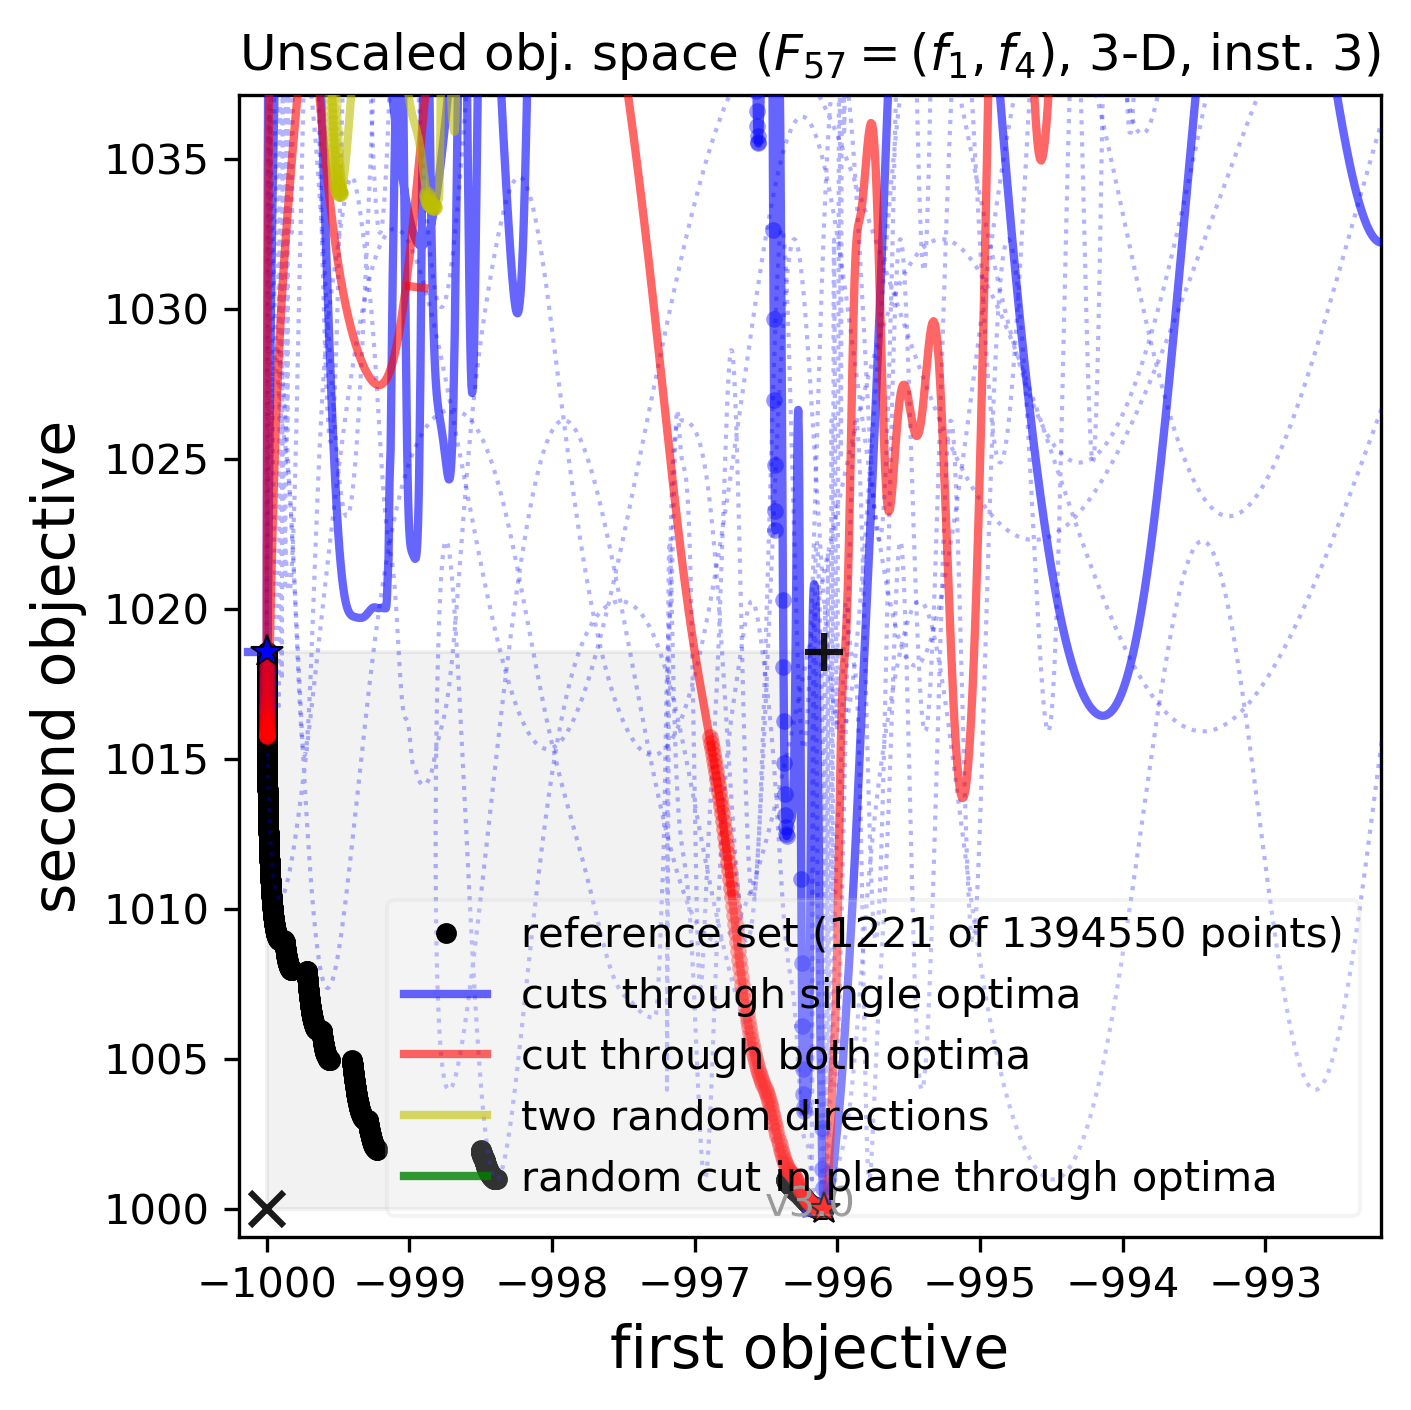 Unscaled obj. space (F57 = (f1, f4), 3-D, inst. 3)
second objective
1035
1030
1025
1020
1015
1010
1005
1000
reference set (1221 of 1394550 points)
cuts through single optima
cut through both optima
two random directions
random cut in plane through optima
v3.0
−1000 −999 −998 −997 −996 −995 −994 −993
first objective